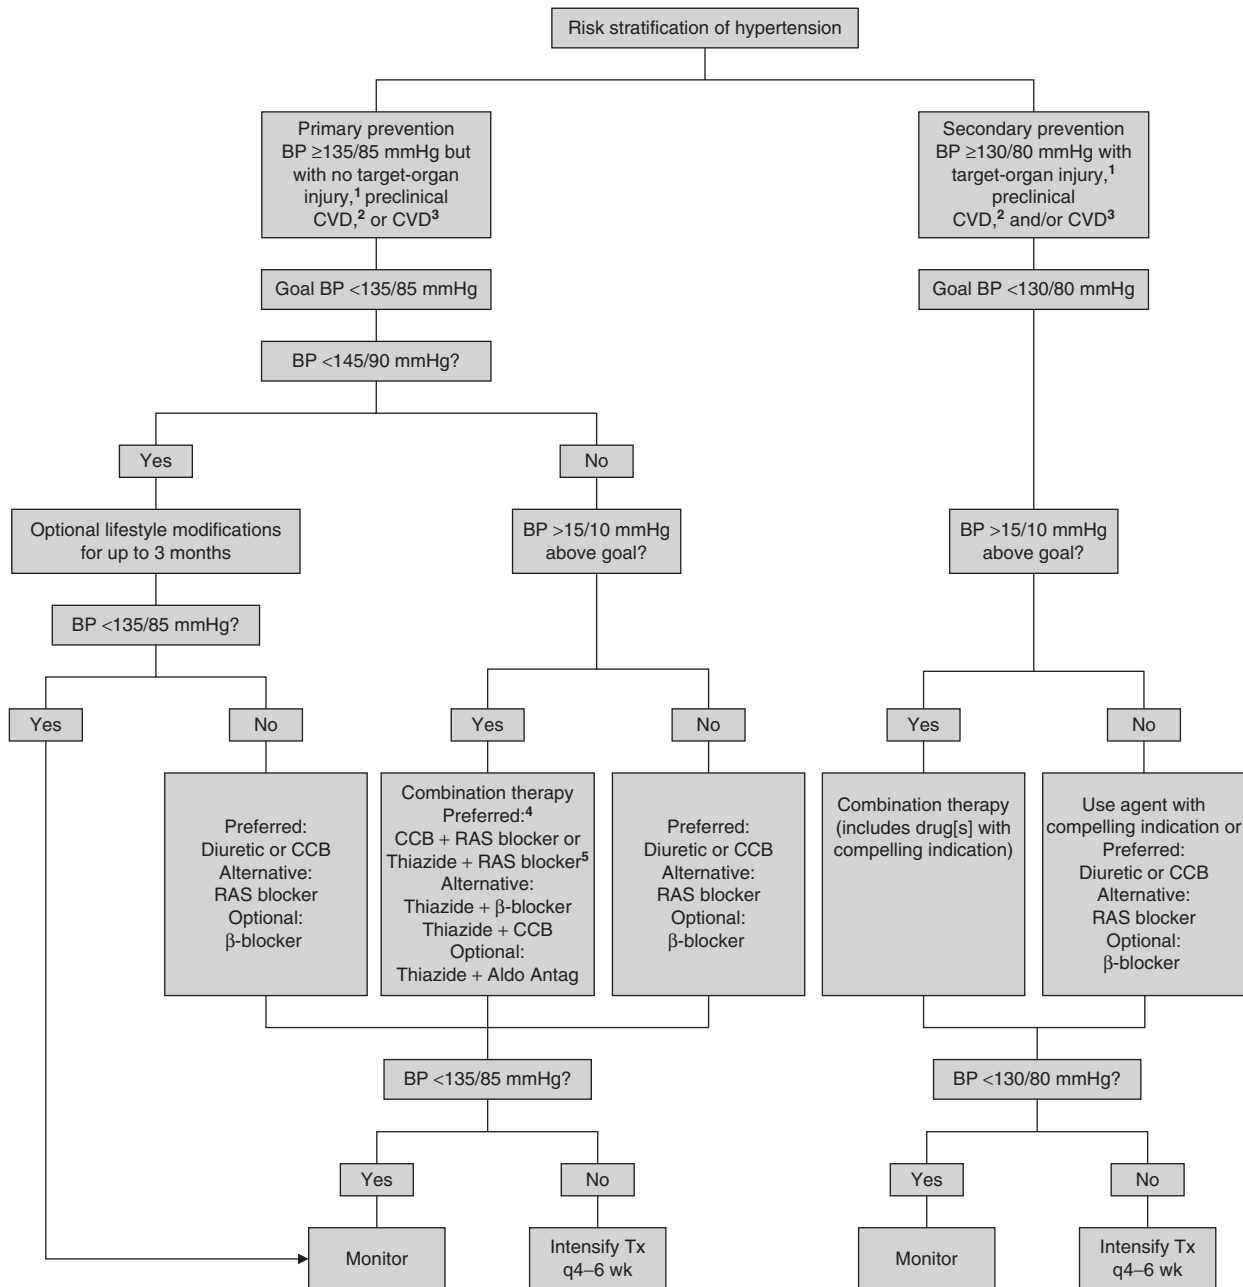 Risk stratification of hypertension
Primary prevention
BP ≥135/85 mmHg but
with no target-organ
injury,¹ preclinical
CVD,² or CVD³
Secondary prevention
BP ≥130/80 mmHg with
target-organ injury,¹
preclinical
CVD,² and/or CVD³
Goal BP <135/85 mmHg
Goal BP <130/80 mmHg
BP <145/90 mmHg?
Yes
No
Optional lifestyle modifications
for up to 3 months
BP >15/10 mmHg
above goal?
BP >15/10 mmHg
above goal?
BP <135/85 mmHg?
Yes
No
Yes
No
Yes
No
Preferred:
Diuretic or CCB
Alternative:
RAS blocker
Optional:
β-blocker
Combination therapy
Preferred:⁴
CCB + RAS blocker or
Thiazide + RAS blocker⁵
Alternative:
Thiazide + β-blocker
Thiazide + CCB
Optional:
Thiazide + Aldo Antag
Preferred:
Diuretic or CCB
Alternative:
RAS blocker
Optional:
β-blocker
Combination therapy
(includes drug[s] with
compelling indication)
Use agent with
compelling indication or
Preferred:
Diuretic or CCB
Alternative:
RAS blocker
Optional:
β-blocker
BP <135/85 mmHg?
BP <130/80 mmHg?
Yes
No
Yes
No
Monitor
Intensify Tx
q4–6 wk
Monitor
Intensify Tx
q4–6 wk